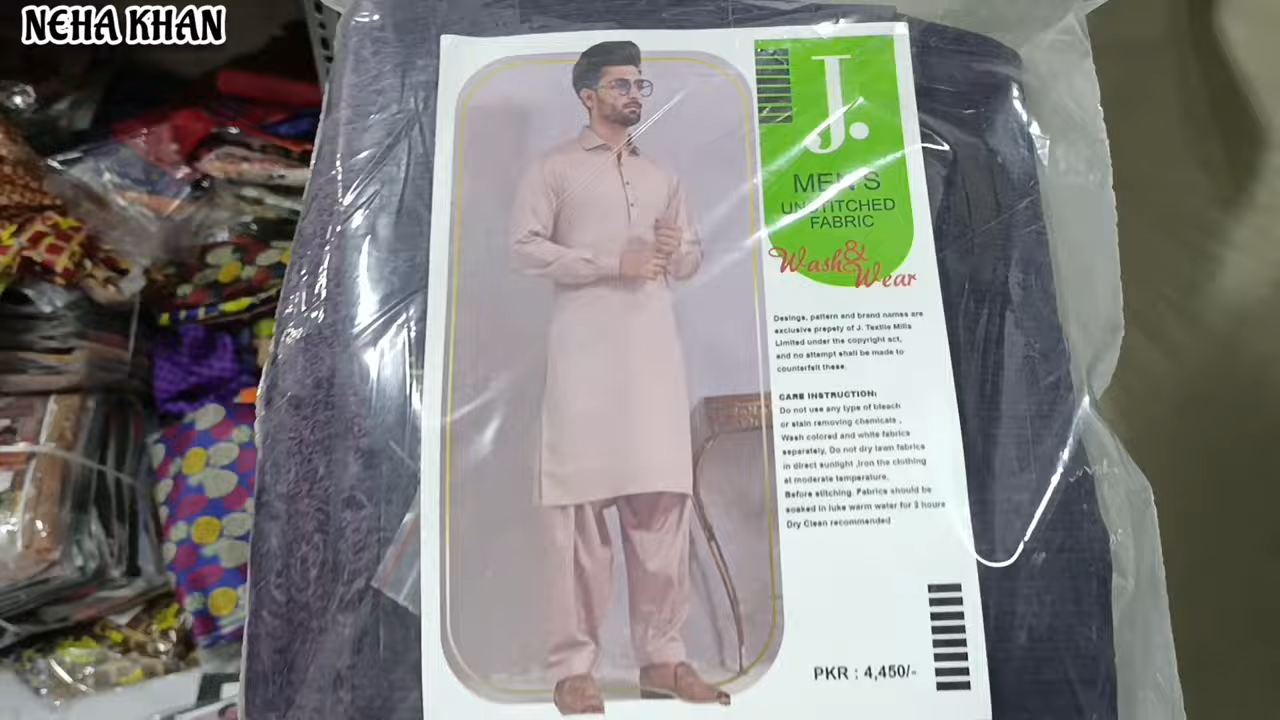 NEHA KHAN
J.
MEN'S
UNSTITCHED
FABRIC
Wash &
Wear
Desings, pattern and brand names are
exclusive prepety of J. Textile Mills
Limited under the copyright act,
and no attempt shall be made to
counterfait these.
CARE INSTRUCTION:
Do not use any type of bleach
or stain removing chemicals .
Wash colored and white fabrics
separately, Do not dry lawn fabrics
in direct sunlight ,iron the clothing
at moderate temperature.
Before stitching. Fabrics should be
soaked in luke warm water for 3 hours
Dry Clean recommended
PKR : 4,450/-